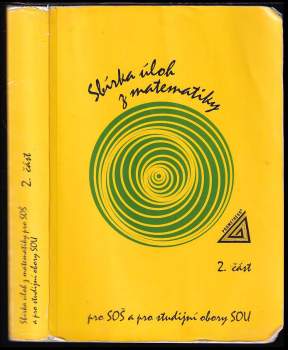 Sbírka úloh
z matematiky
PROMETHEUS
2. část
pro SOŠ a pro studijní obory SOU
2. část
Sbírka úloh z matematiky pro SOŠ
a pro studijní obory SOU